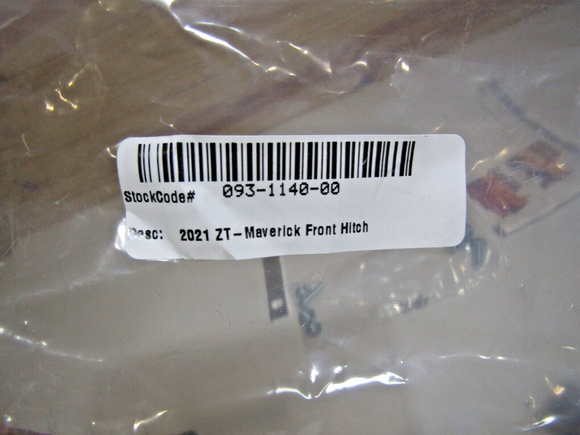 StockCode# 093-1140-00
Desc: 2021 ZT-Maverick Front Hitch